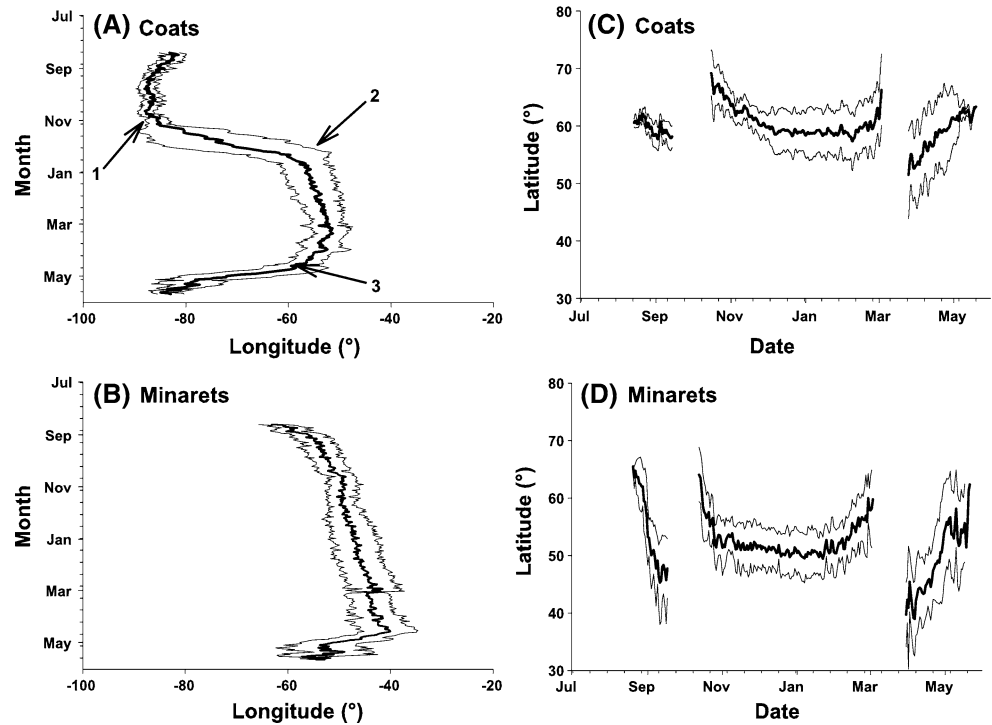 (A) Coats
Jul
Sep
Nov
Jan
Mar
May
Month
1
2
3
-100
-80
-60
-40
-20
Longitude (°)
(C) Coats
80
70
60
50
40
30
Latitude (°)
Jul
Sep
Nov
Jan
Mar
May
Date
(B) Minarets
Jul
Sep
Nov
Jan
Mar
May
Month
-100
-80
-60
-40
-20
Longitude (°)
(D) Minarets
80
70
60
50
40
30
Latitude (°)
Jul
Sep
Nov
Jan
Mar
May
Date